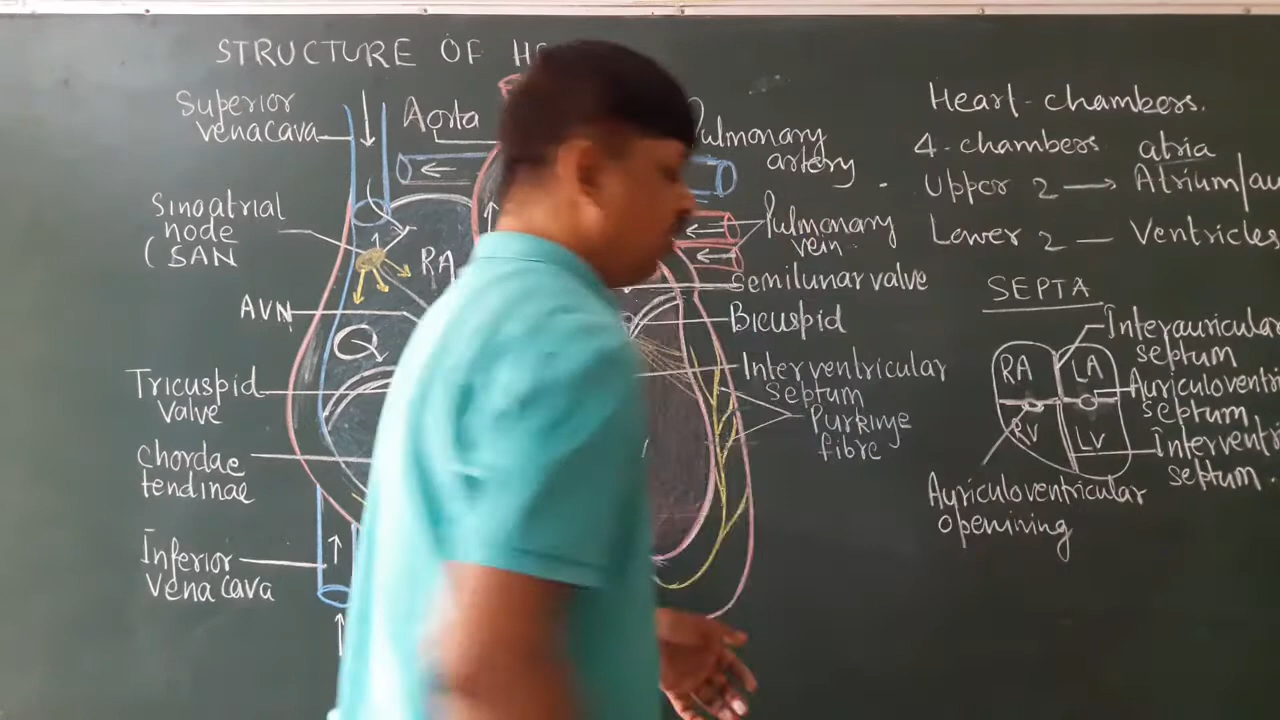 STRUCTURE OF
Superior
venacava
Aorta
Sinoatrial
node
(SAN
RA
AVN
Tricuspid
valve
chordae
tendinae
Inferior
vena cava
Pulmonary
artery
Pulmonary
vein
semilunar valve
Bicuspid
Interventricular
septum
Purkinje
fibre
Heart-chambers.
4-chambers atria
Upper 2 → Atrium/au
Lower 2 — Ventricles
SEPTA
Interauricular
septum
RA LA
Auriculoventri
septum
RV LV
Interventri
septum.
Auriculoventricular
openining